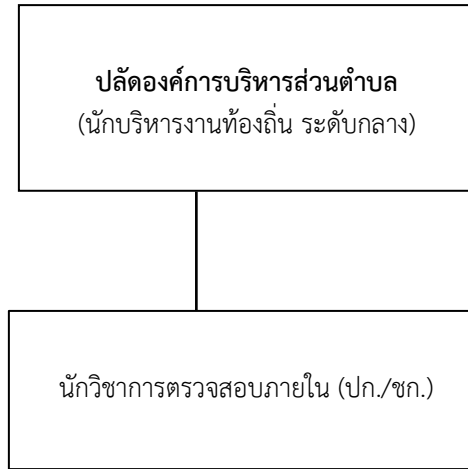 ปลัดองค์การบริหารส่วนตำบล
(นักบริหารงานท้องถิ่น ระดับกลาง)
นักวิชาการตรวจสอบภายใน (ปก./ชก.)